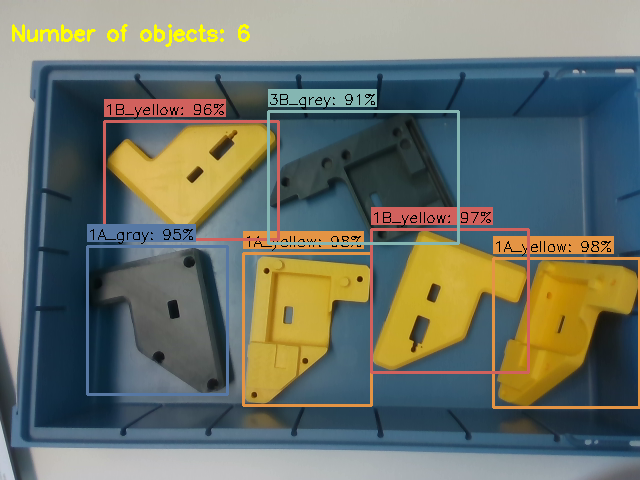 Number of objects: 6
1B_yellow: 96%
3B_grey: 91%
1B_yellow: 97%
1A_gray: 95%
1A_yellow: 98%
1A_yellow: 98%